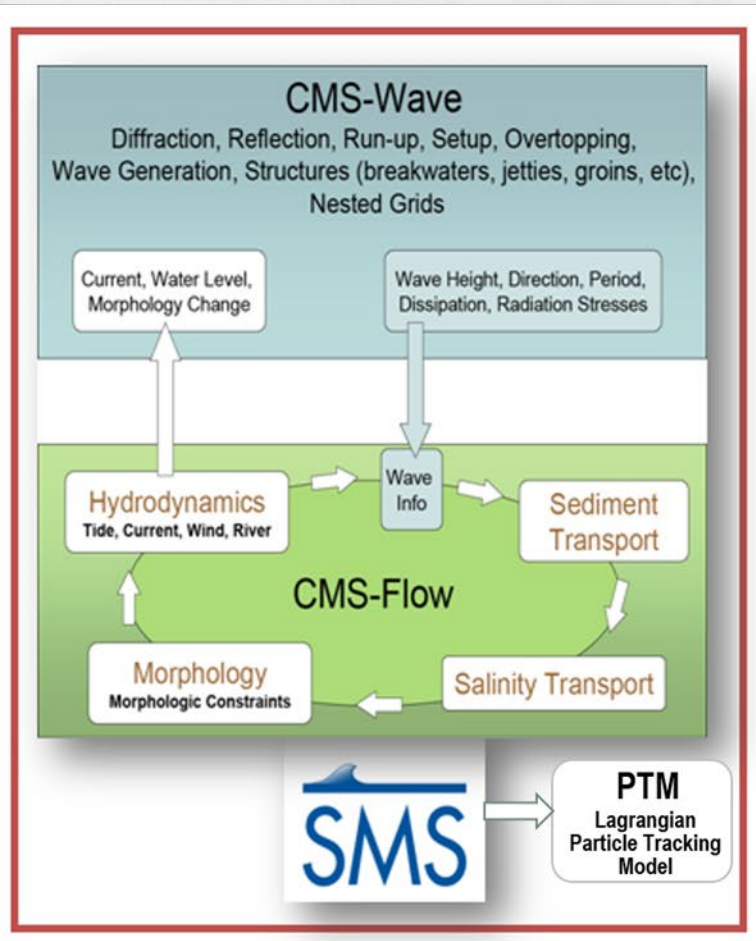 CMS-Wave
Diffraction, Reflection, Run-up, Setup, Overtopping,
Wave Generation, Structures (breakwaters, jetties, groins, etc),
Nested Grids
Current, Water Level,
Morphology Change
Wave Height, Direction, Period,
Dissipation, Radiation Stresses
Hydrodynamics
Tide, Current, Wind, River
Wave
Info
Sediment
Transport
CMS-Flow
Morphology
Morphologic Constraints
Salinity Transport
SMS
PTM
Lagrangian
Particle Tracking
Model